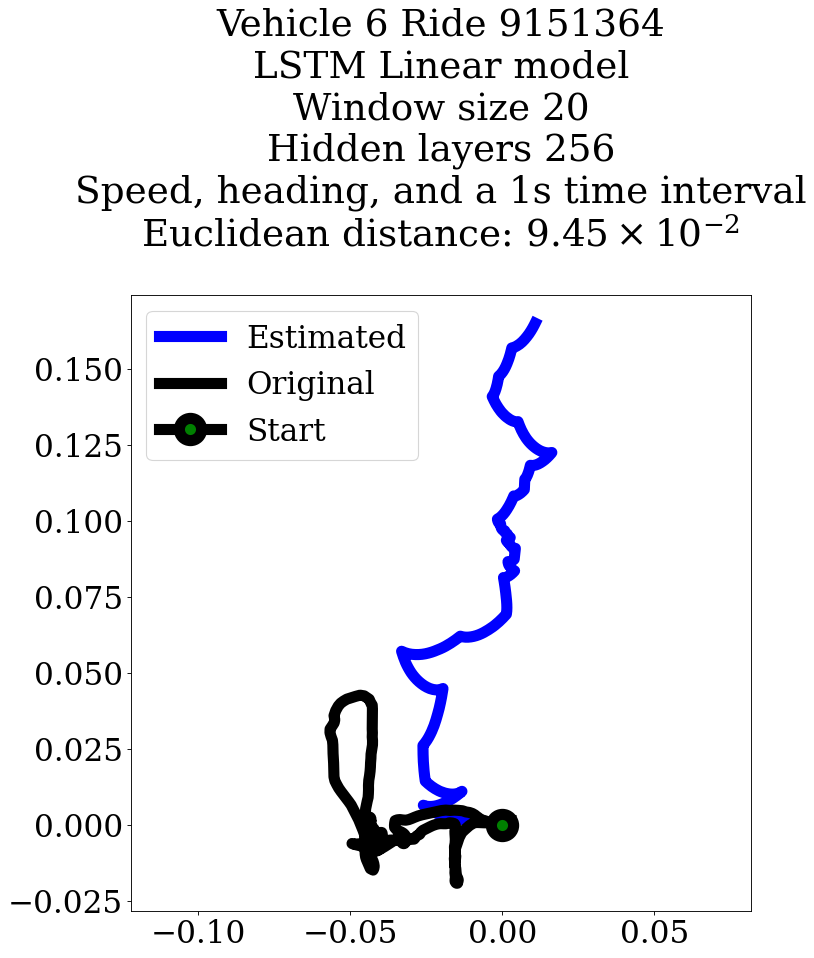 Vehicle 6 Ride 9151364
LSTM Linear model
Window size 20
Hidden layers 256
Speed, heading, and a 1s time interval
Euclidean distance: 9.45 × 10⁻²
Estimated
Original
Start
0.150
0.125
0.100
0.075
0.050
0.025
0.000
−0.025
−0.10 −0.05 0.00 0.05